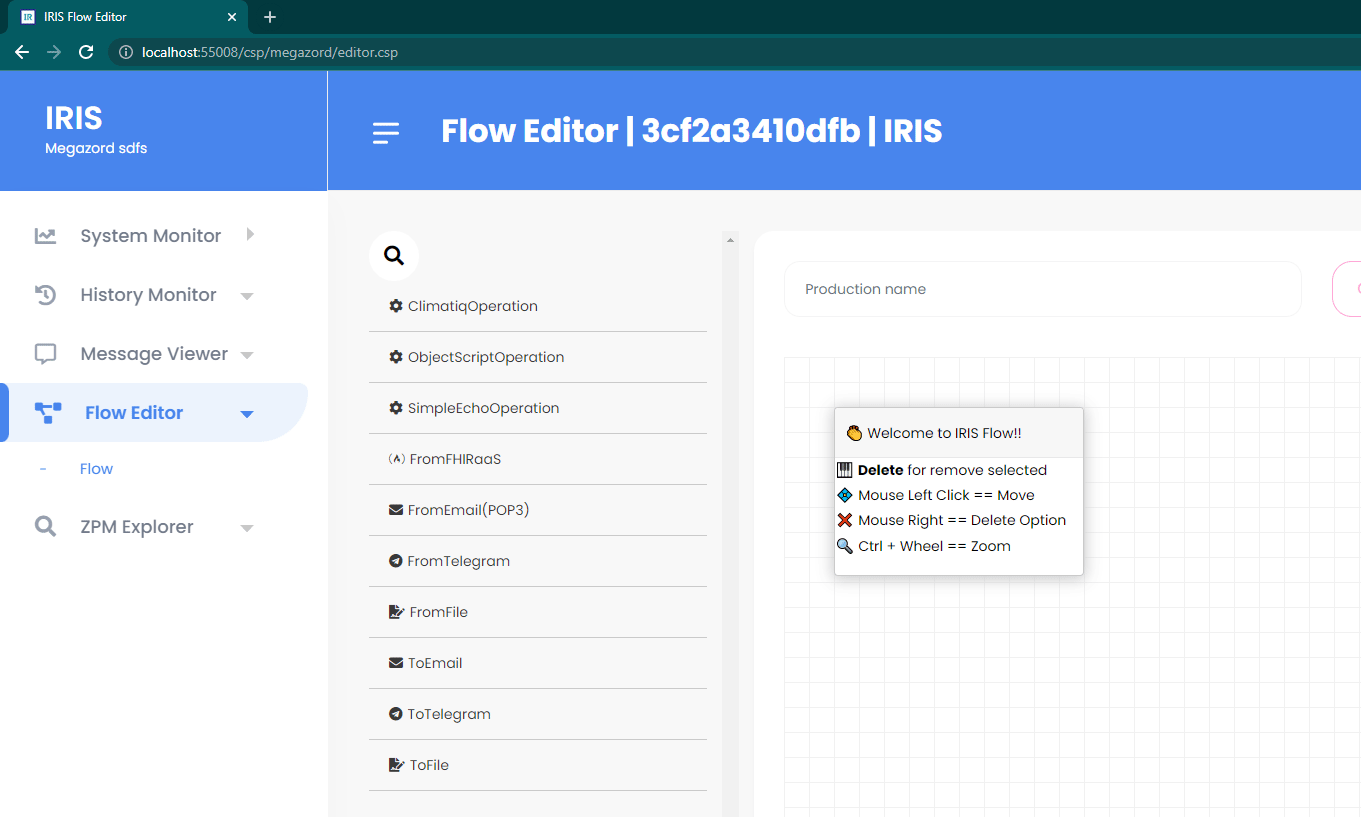 IRIS Flow Editor
localhost:55008/csp/megazord/editor.csp
IRIS
Megazord sdfs
Flow Editor | 3cf2a3410dfb | IRIS
System Monitor
History Monitor
Message Viewer
Flow Editor
- Flow
ZPM Explorer
ClimatiqOperation
ObjectScriptOperation
SimpleEchoOperation
FromFHIRaaS
FromEmail(POP3)
FromTelegram
FromFile
ToEmail
ToTelegram
ToFile
Production name
Welcome to IRIS Flow!!
Delete for remove selected
Mouse Left Click == Move
Mouse Right == Delete Option
Ctrl + Wheel == Zoom